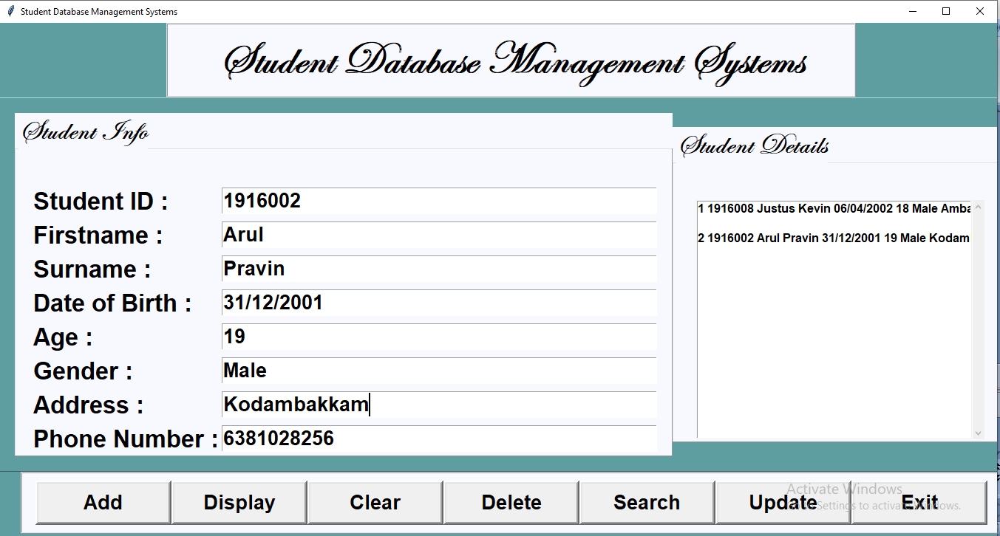 Student Database Management Systems
Student Database Management Systems
Student Info
Student ID : 1916002
Firstname : Arul
Surname : Pravin
Date of Birth : 31/12/2001
Age : 19
Gender : Male
Address : Kodambakkam
Phone Number : 6381028256
Student Details
1 1916008 Justus Kevin 06/04/2002 18 Male Amba
2 1916002 Arul Pravin 31/12/2001 19 Male Kodam
Add Display Clear Delete Search Update Exit
Activate Windows
to Settings to activate Windows.